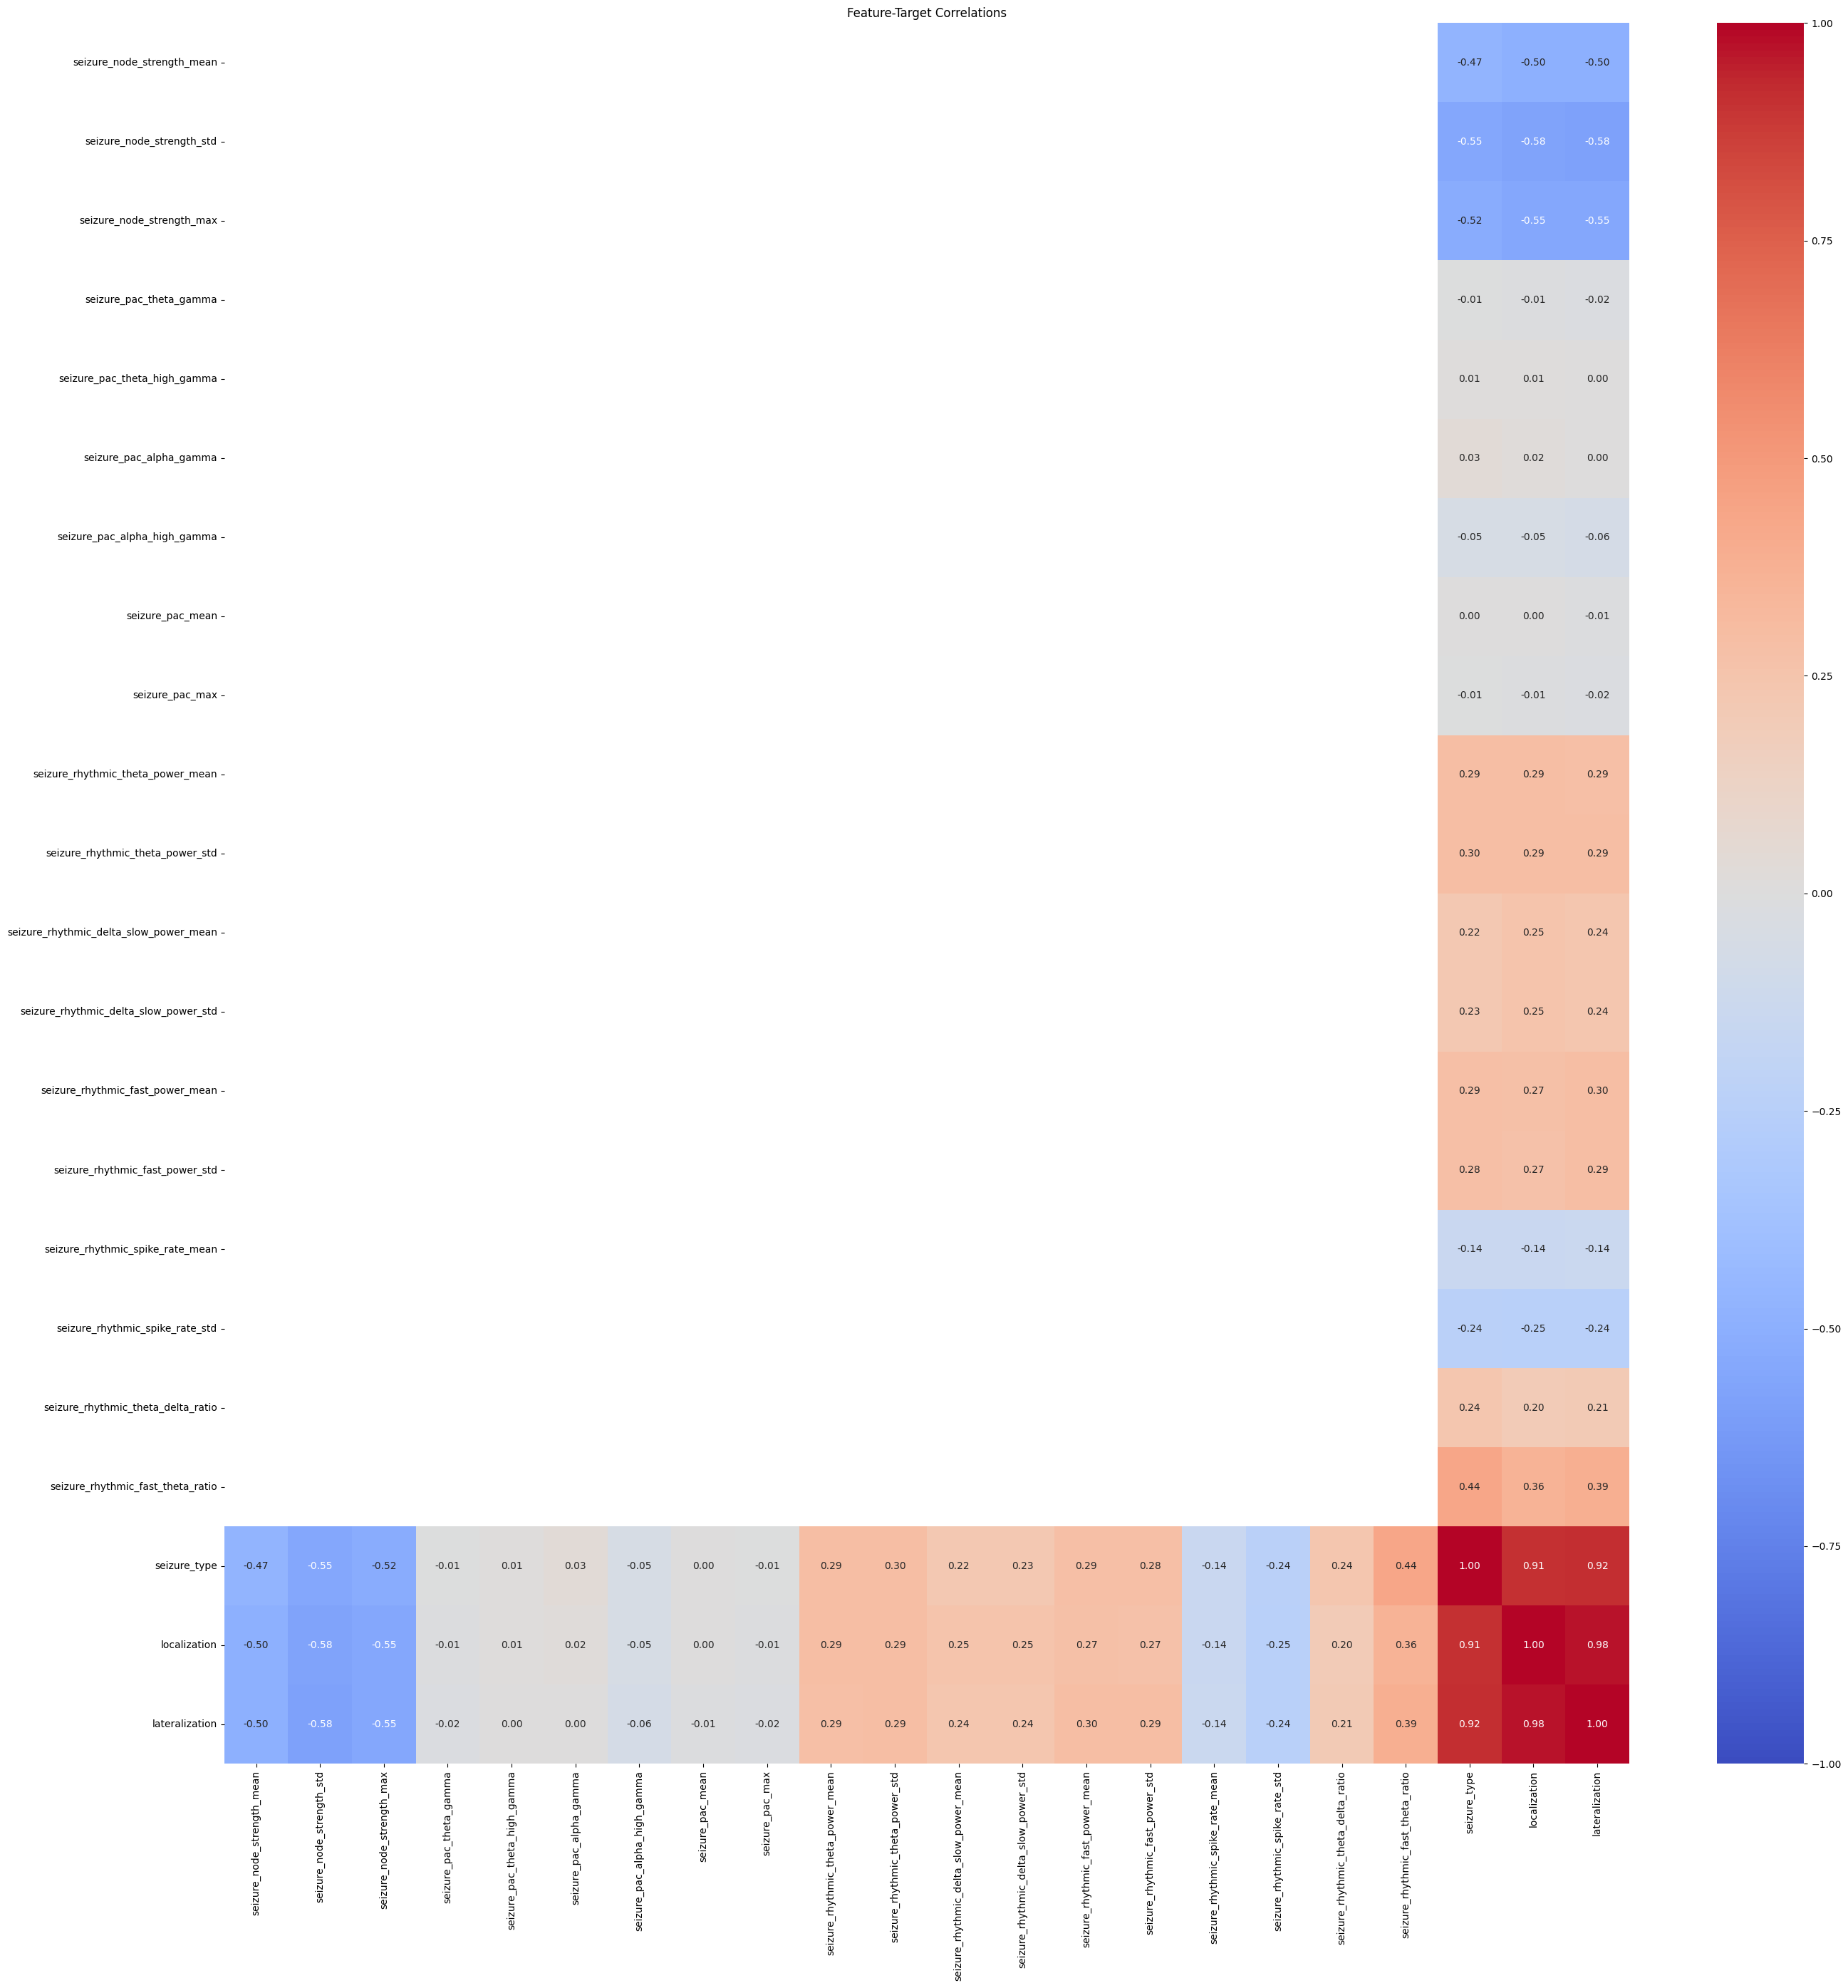 Feature-Target Correlations
seizure_node_strength_mean -0.47 -0.50 -0.50
seizure_node_strength_std -0.55 -0.58 -0.58
seizure_node_strength_max -0.52 -0.55 -0.55
seizure_pac_theta_gamma -0.01 -0.01 -0.02
seizure_pac_theta_high_gamma 0.01 0.01 0.00
seizure_pac_alpha_gamma 0.03 0.02 0.00
seizure_pac_alpha_high_gamma -0.05 -0.05 -0.06
seizure_pac_mean 0.00 0.00 -0.01
seizure_pac_max -0.01 -0.01 -0.02
seizure_rhythmic_theta_power_mean 0.29 0.29 0.29
seizure_rhythmic_theta_power_std 0.30 0.29 0.29
seizure_rhythmic_delta_slow_power_mean 0.22 0.25 0.24
seizure_rhythmic_delta_slow_power_std 0.23 0.25 0.24
seizure_rhythmic_fast_power_mean 0.29 0.27 0.30
seizure_rhythmic_fast_power_std 0.28 0.27 0.29
seizure_rhythmic_spike_rate_mean -0.14 -0.14 -0.14
seizure_rhythmic_spike_rate_std -0.24 -0.25 -0.24
seizure_rhythmic_theta_delta_ratio 0.24 0.20 0.21
seizure_rhythmic_fast_theta_ratio 0.44 0.36 0.39
seizure_type -0.47 -0.55 -0.52 -0.01 0.01 0.03 -0.05 0.00 -0.01 0.29 0.30 0.22 0.23 0.29 0.28 -0.14 -0.24 0.24 0.44 1.00 0.91 0.92
localization -0.50 -0.58 -0.55 -0.01 0.01 0.02 -0.05 0.00 -0.01 0.29 0.29 0.25 0.25 0.27 0.27 -0.14 -0.25 0.20 0.36 0.91 1.00 0.98
lateralization -0.50 -0.58 -0.55 -0.02 0.00 0.00 -0.06 -0.01 -0.02 0.29 0.29 0.24 0.24 0.30 0.29 -0.14 -0.24 0.21 0.39 0.92 0.98 1.00
seizure_node_strength_mean
seizure_node_strength_std
seizure_node_strength_max
seizure_pac_theta_gamma
seizure_pac_theta_high_gamma
seizure_pac_alpha_gamma
seizure_pac_alpha_high_gamma
seizure_pac_mean
seizure_pac_max
seizure_rhythmic_theta_power_mean
seizure_rhythmic_theta_power_std
seizure_rhythmic_delta_slow_power_mean
seizure_rhythmic_delta_slow_power_std
seizure_rhythmic_fast_power_mean
seizure_rhythmic_fast_power_std
seizure_rhythmic_spike_rate_mean
seizure_rhythmic_spike_rate_std
seizure_rhythmic_theta_delta_ratio
seizure_rhythmic_fast_theta_ratio
seizure_type
localization
lateralization
1.00
0.75
0.50
0.25
0.00
−0.25
−0.50
−0.75
−1.00